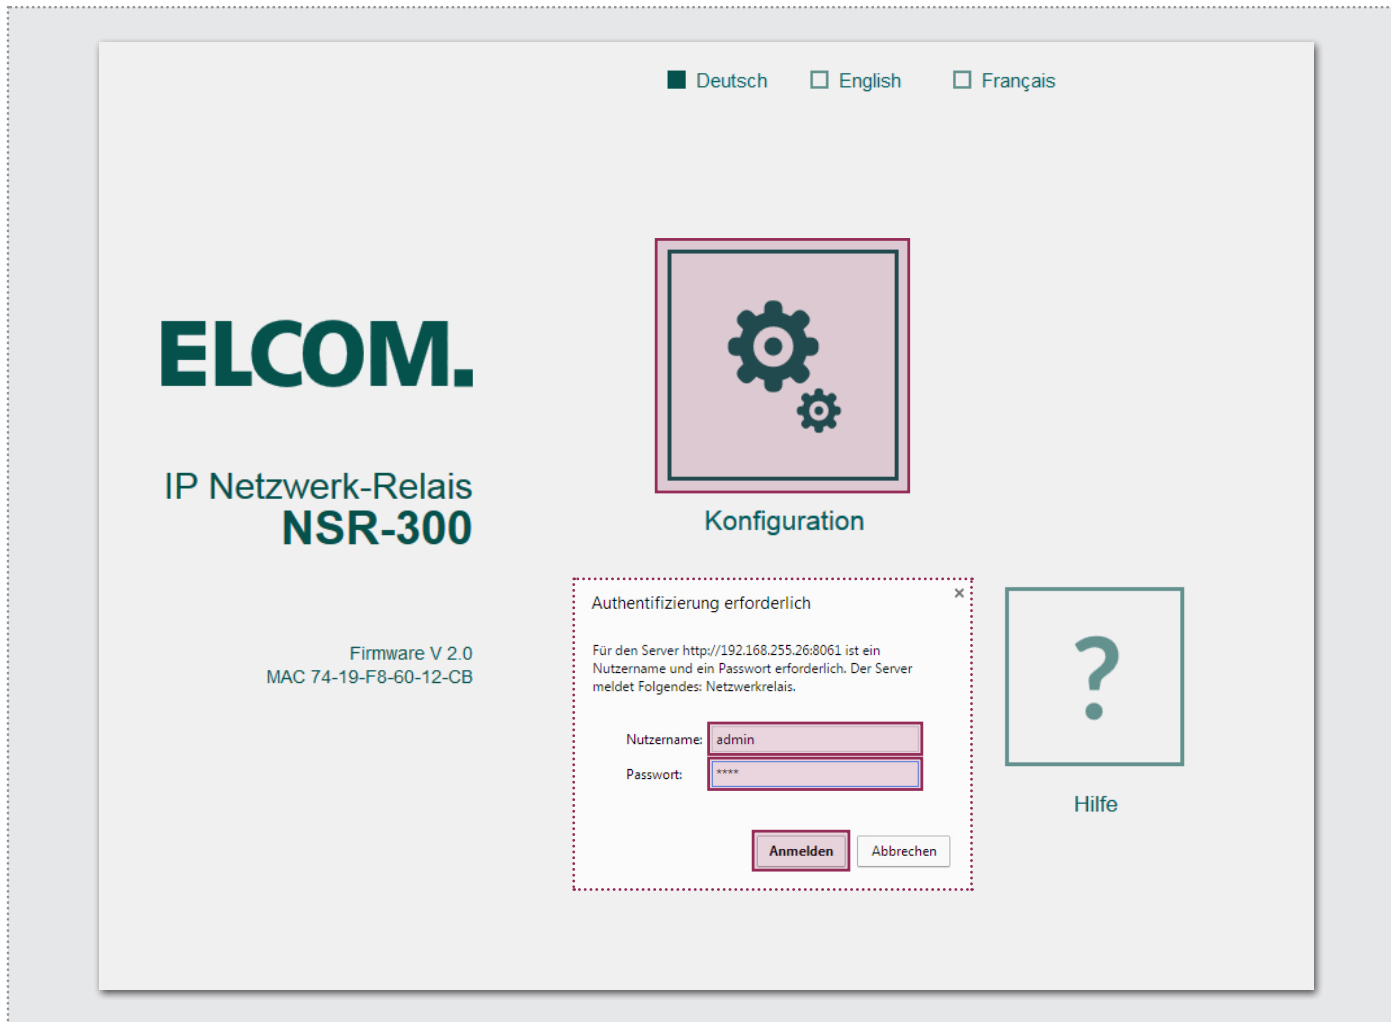 Deutsch English Français
ELCOM.
IP Netzwerk-Relais
NSR-300
Konfiguration
Firmware V 2.0
MAC 74-19-F8-60-12-CB
Authentifizierung erforderlich
Für den Server http://192.168.255.26:8061 ist ein
Nutzername und ein Passwort erforderlich. Der Server
meldet Folgendes: Netzwerkrelais.
Nutzername: admin
Passwort: ****
Anmelden Abbrechen
?
Hilfe